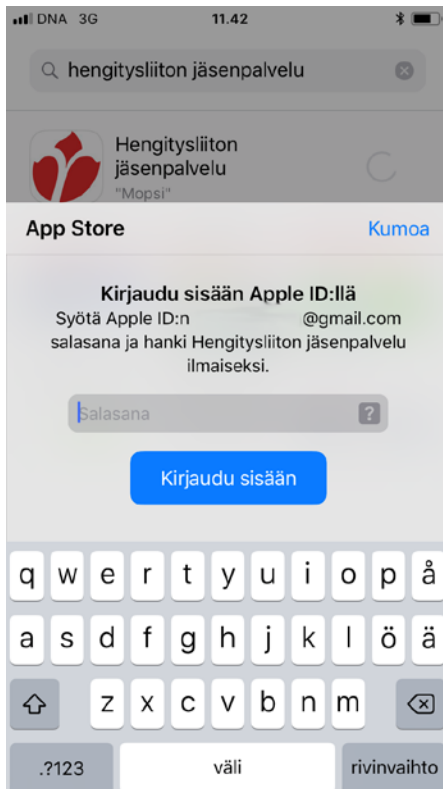 DNA 3G 11.42
hengitysliiton jäsenpalvelu
Hengitysliiton
jäsenpalvelu
"Mopsi"
App Store Kumoa
Kirjaudu sisään Apple ID:llä
Syötä Apple ID:n @gmail.com
salasana ja hanki Hengitysliiton jäsenpalvelu
ilmaiseksi.
Salasana ?
Kirjaudu sisään
q w e r t y u i o p å
a s d f g h j k l ö ä
z x c v b n m
.?123 väli rivinvaihto